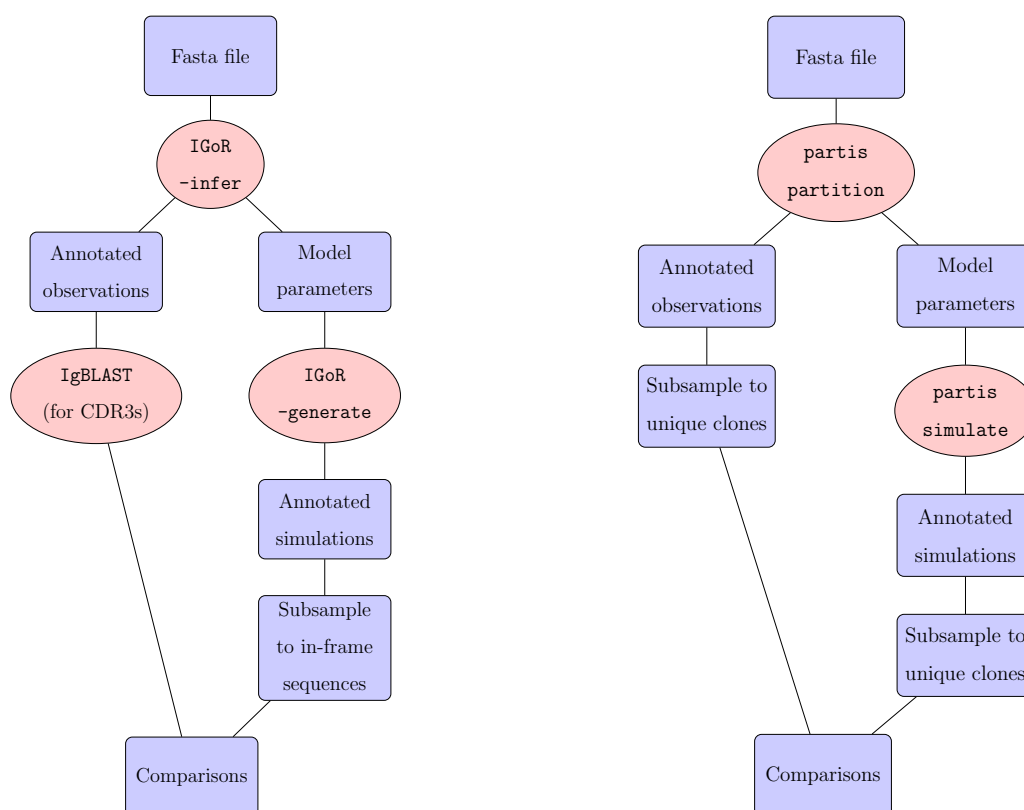 Fasta file
IGoR
-infer
Annotated
observations
Model
parameters
IgBLAST
(for CDR3s)
IGoR
-generate
Annotated
simulations
Subsample
to in-frame
sequences
Comparisons
Fasta file
partis
partition
Annotated
observations
Model
parameters
Subsample to
unique clones
partis
simulate
Annotated
simulations
Subsample to
unique clones
Comparisons